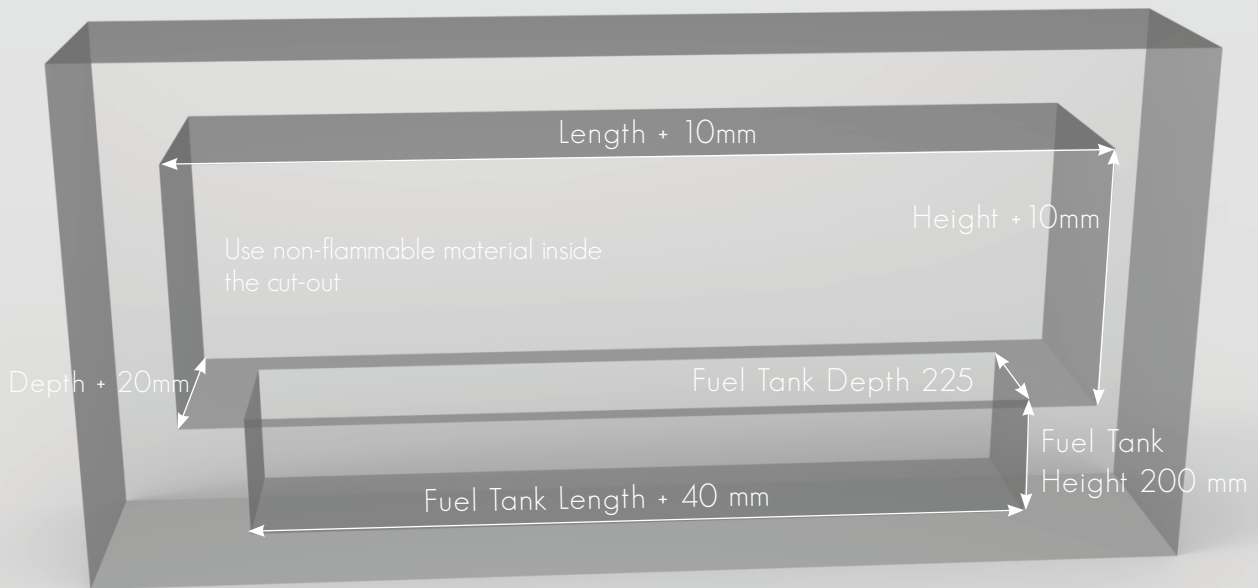 Length + 10mm
Height +10mm
Use non-flammable material inside
the cut-out
Depth + 20mm
Fuel Tank Depth 225
Fuel Tank
Height 200 mm
Fuel Tank Length + 40 mm